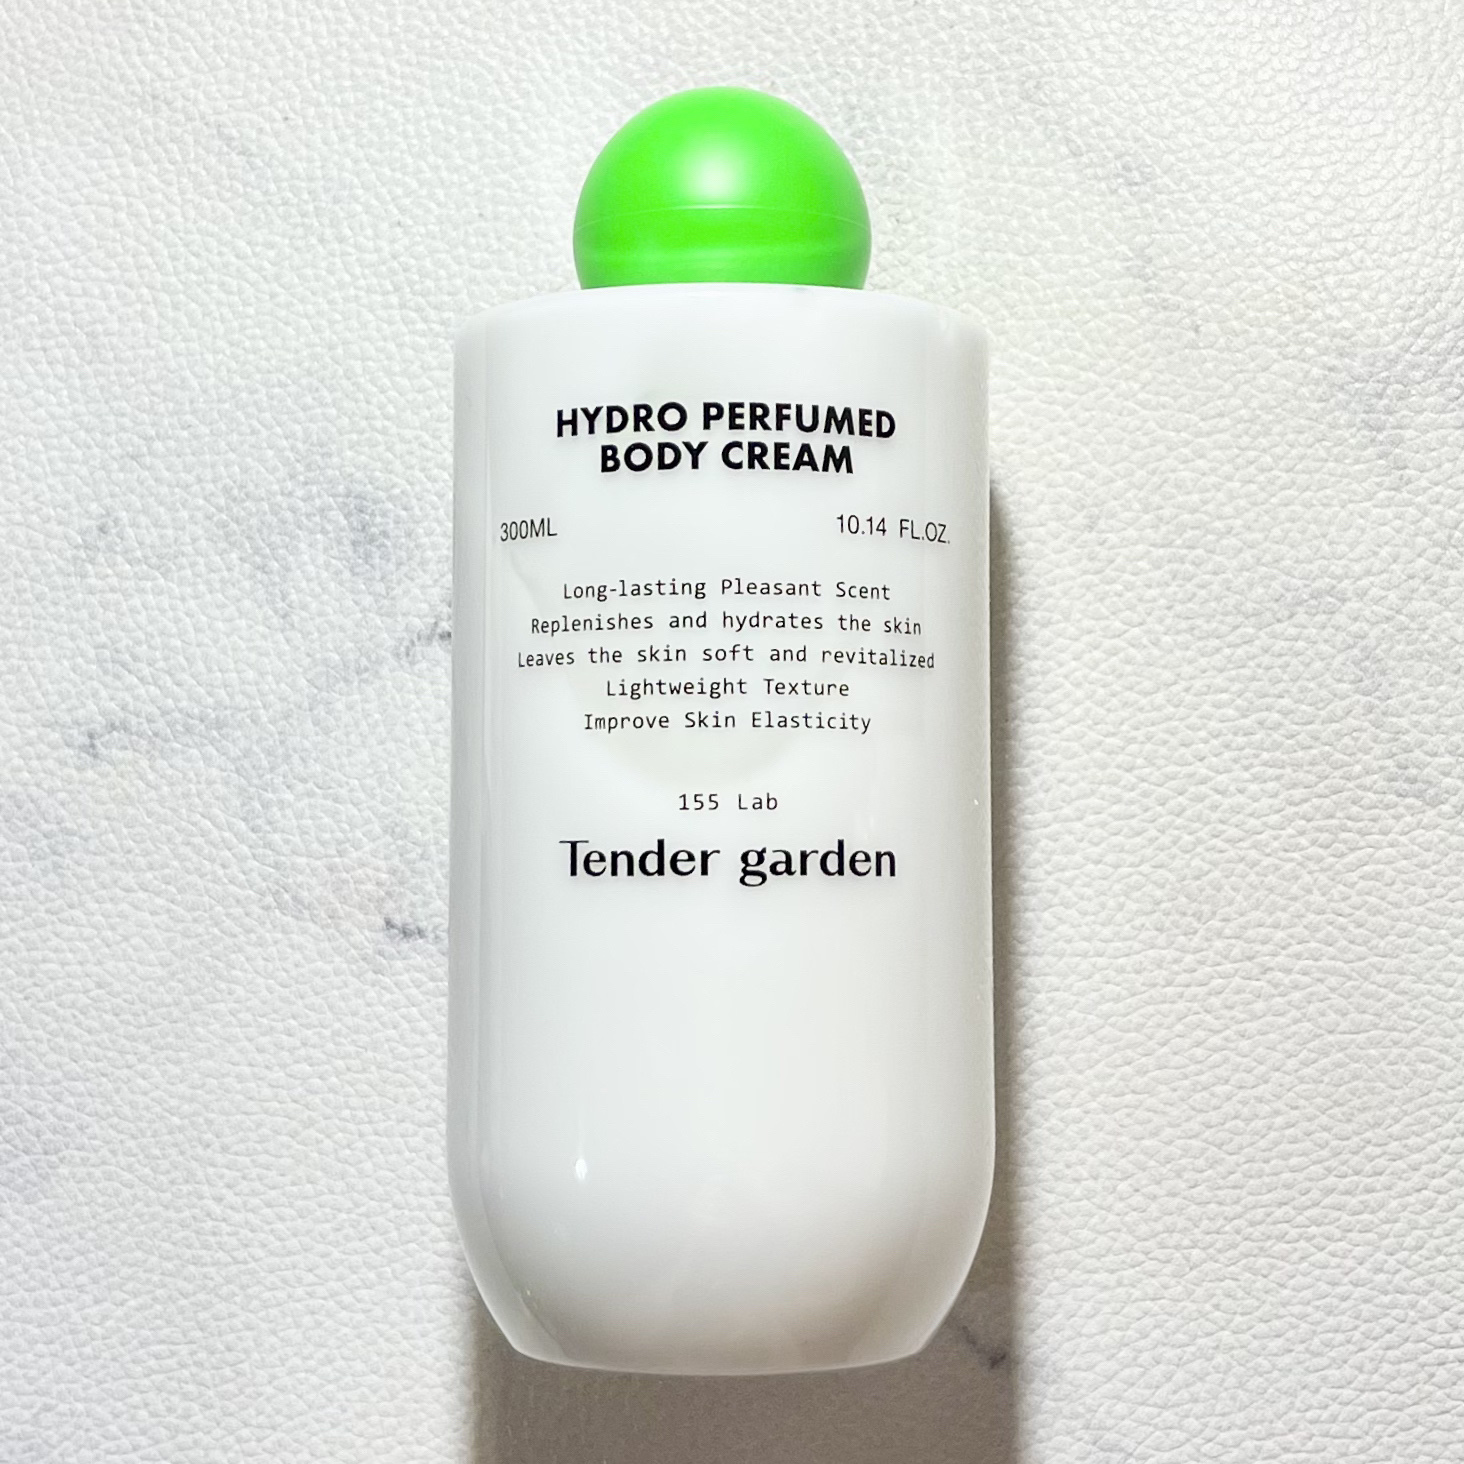 HYDRO PERFUMED
BODY CREAM
300ML 10.14 FL.OZ.
Long-lasting Pleasant Scent
Replenishes and hydrates the skin
Leaves the skin soft and revitalized
Lightweight Texture
Improve Skin Elasticity
155 Lab
Tender garden